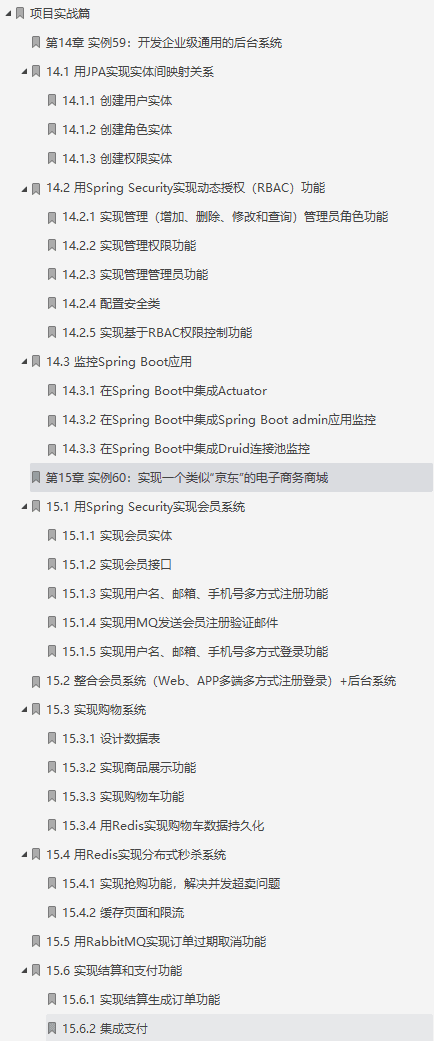 项目实战篇
第14章 实例59：开发企业级通用的后台系统
14.1 用JPA实现实体间映射关系
14.1.1 创建用户实体
14.1.2 创建角色实体
14.1.3 创建权限实体
14.2 用Spring Security实现动态授权（RBAC）功能
14.2.1 实现管理（增加、删除、修改和查询）管理员角色功能
14.2.2 实现管理权限功能
14.2.3 实现管理管理员功能
14.2.4 配置安全类
14.2.5 实现基于RBAC权限控制功能
14.3 监控Spring Boot应用
14.3.1 在Spring Boot中集成Actuator
14.3.2 在Spring Boot中集成Spring Boot admin应用监控
14.3.3 在Spring Boot中集成Druid连接池监控
第15章 实例60：实现一个类似“京东”的电子商务商城
15.1 用Spring Security实现会员系统
15.1.1 实现会员实体
15.1.2 实现会员接口
15.1.3 实现用户名、邮箱、手机号多方式注册功能
15.1.4 实现用MQ发送会员注册验证邮件
15.1.5 实现用户名、邮箱、手机号多方式登录功能
15.2 整合会员系统（Web、APP多端多方式注册登录）+后台系统
15.3 实现购物系统
15.3.1 设计数据表
15.3.2 实现商品展示功能
15.3.3 实现购物车功能
15.3.4 用Redis实现购物车数据持久化
15.4 用Redis实现分布式秒杀系统
15.4.1 实现抢购功能，解决并发超卖问题
15.4.2 缓存页面和限流
15.5 用RabbitMQ实现订单过期取消功能
15.6 实现结算和支付功能
15.6.1 实现结算生成订单功能
15.6.2 集成支付